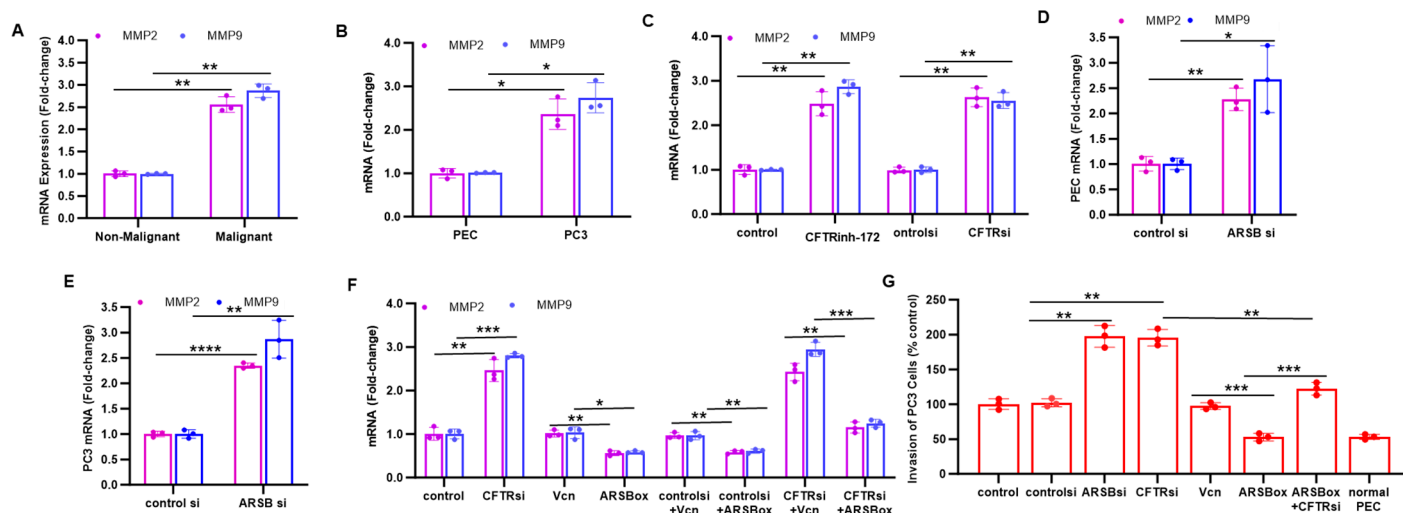 A
MMP2 MMP9
mRNA Expression (Fold-change)
4.0
3.5
3.0
2.5
2.0
1.5
1.0
0.5
0.0
**
**
Non-Malignant Malignant
B
MMP2 MMP9
mRNA (Fold-change)
4.0
3.0
2.0
1.0
0.0
*
*
PEC PC3
C
MMP2 MMP9
mRNA (Fold-change)
4.0
3.0
2.0
1.0
0.0
** **
** **
control CFTRinh-172 ontrolsi CFTRsi
D
MMP2 MMP9
PEC mRNA (Fold-change)
3.5
3.0
2.5
2.0
1.5
1.0
0.5
0.0
*
**
control si ARSB si
E
MMP2 MMP9
PC3 mRNA (Fold-change)
3.5
3.0
2.5
2.0
1.5
1.0
0.5
0.0
**
****
control si ARSB si
F
MMP2 MMP9
mRNA (Fold-change)
4.0
3.0
2.0
1.0
0.0
*** ***
** **
* **
** **
control CFTRsi Vcn ARSBox controlsi controlsi CFTRsi CFTRsi
+Vcn +ARSBox +Vcn +ARSBox
G
Invasion of PC3 Cells (% control)
250
200
150
100
50
0
**
** **
***
***
control controlsi ARSBsi CFTRsi Vcn ARSBox ARSBox normal
+CFTRsi PEC